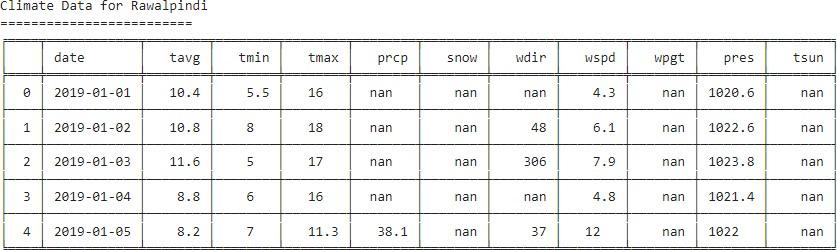 Climate Data for Rawalpindi
=========================
date tavg tmin tmax prcp snow wdir wspd wpgt pres tsun
0 2019-01-01 10.4 5.5 16 nan nan nan 4.3 nan 1020.6 nan
1 2019-01-02 10.8 8 18 nan nan 48 6.1 nan 1022.6 nan
2 2019-01-03 11.6 5 17 nan nan 306 7.9 nan 1023.8 nan
3 2019-01-04 8.8 6 16 nan nan nan 4.8 nan 1021.4 nan
4 2019-01-05 8.2 7 11.3 38.1 nan 37 12 nan 1022 nan